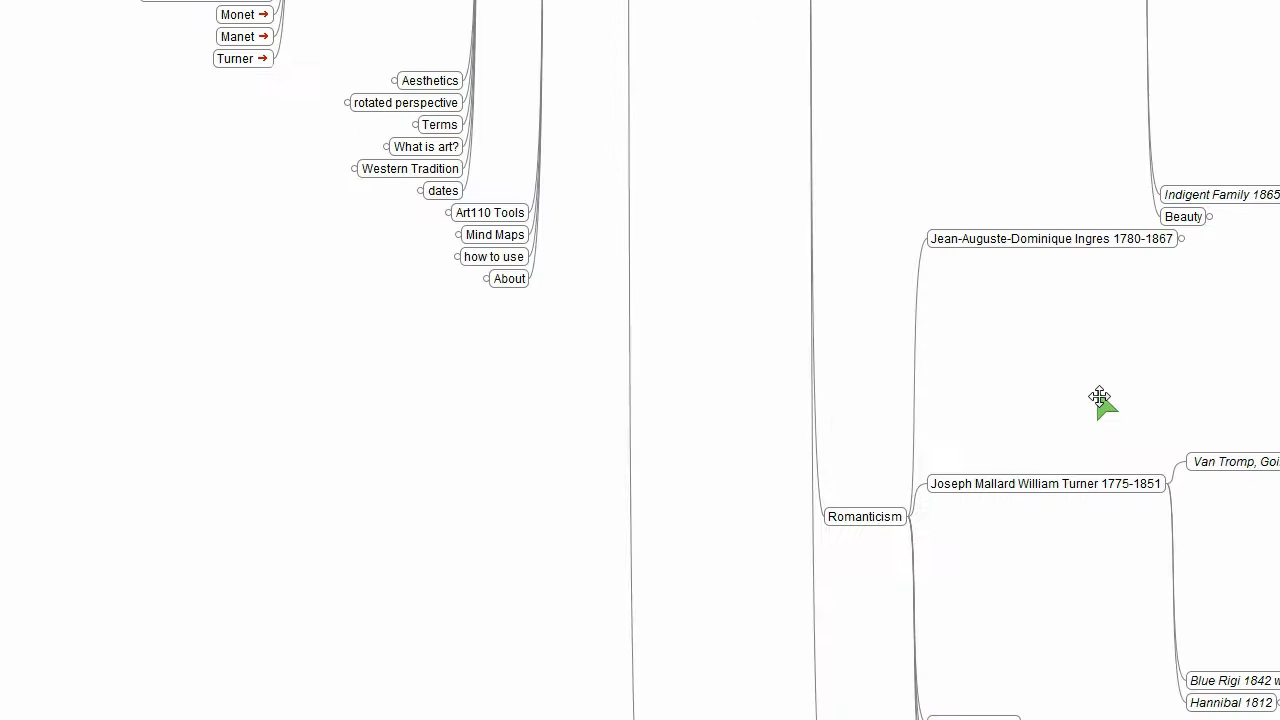 Monet
Manet
Turner
Aesthetics
rotated perspective
Terms
What is art?
Western Tradition
dates
Art110 Tools
Mind Maps
how to use
About
Indigent Family 1865
Beauty
Jean-Auguste-Dominique Ingres 1780-1867
Van Tromp, Goi
Joseph Mallard William Turner 1775-1851
Romanticism
Blue Rigi 1842 w
Hannibal 1812